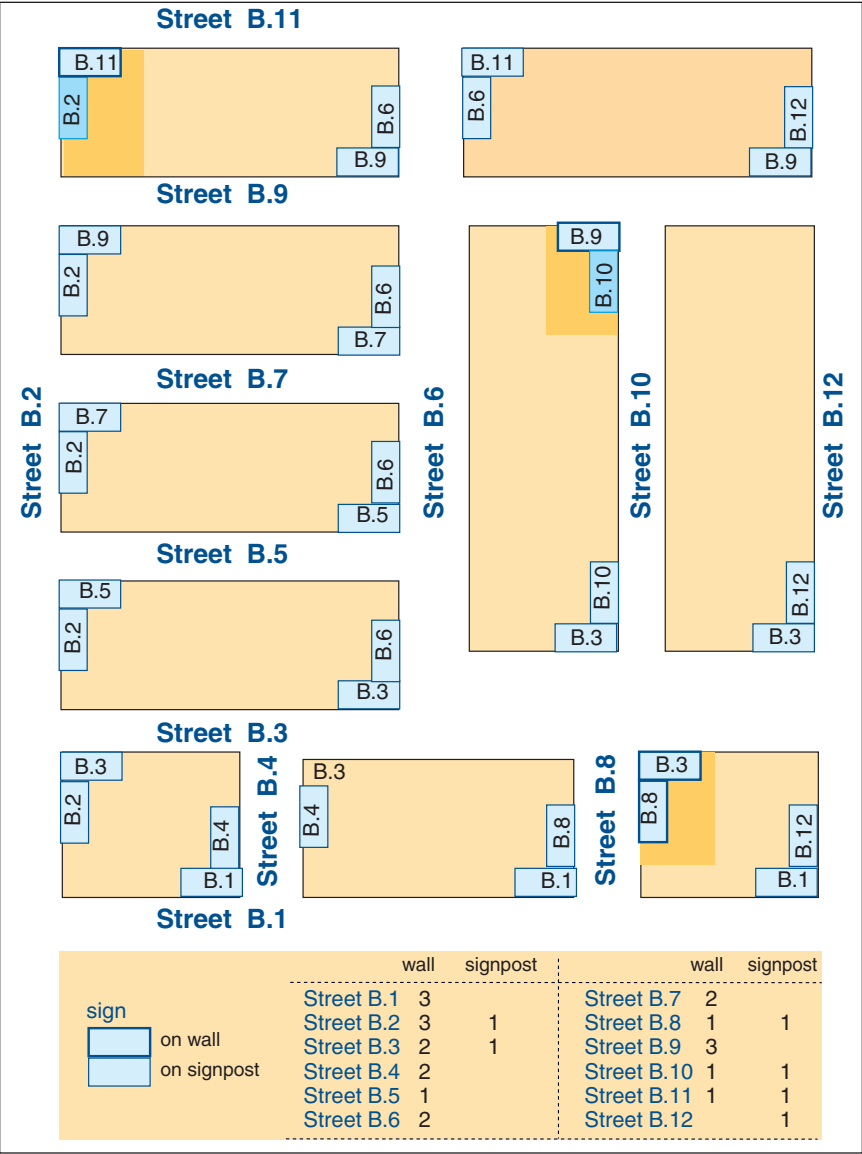 Street B.11
B.11
B.2
B.6
B.9
B.11
B.6
B.12
B.9
Street B.9
B.9
B.2
B.6
B.7
B.9
B.10
Street B.7
Street B.2
Street B.6
Street B.10
Street B.12
B.7
B.2
B.6
B.5
Street B.5
B.5
B.2
B.6
B.3
B.10
B.3
B.12
B.3
Street B.3
B.3
B.2
B.4
B.1
Street B.4
B.3
B.4
B.8
B.1
Street B.8
B.3
B.8
B.12
B.1
Street B.1
sign
on wall
on signpost
wall signpost
Street B.1 3
Street B.2 3 1
Street B.3 2 1
Street B.4 2
Street B.5 1
Street B.6 2
wall signpost
Street B.7 2
Street B.8 1 1
Street B.9 3
Street B.10 1 1
Street B.11 1 1
Street B.12 1